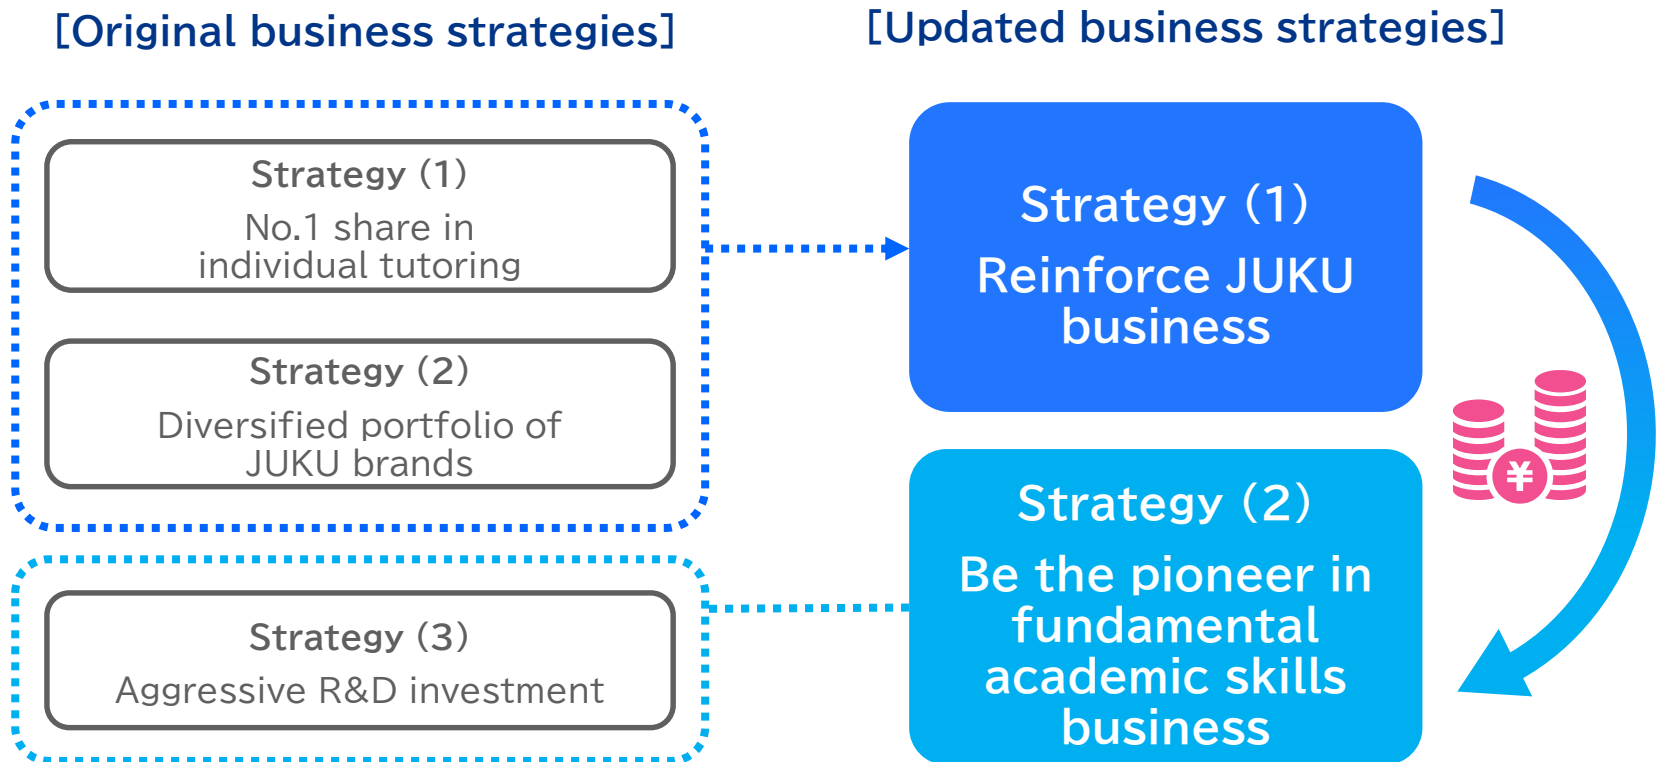 [Original business strategies]
Strategy (1)
No.1 share in
individual tutoring
Strategy (2)
Diversified portfolio of
JUKU brands
Strategy (3)
Aggressive R&D investment
[Updated business strategies]
Strategy (1)
Reinforce JUKU
business
Strategy (2)
Be the pioneer in
fundamental
academic skills
business
¥